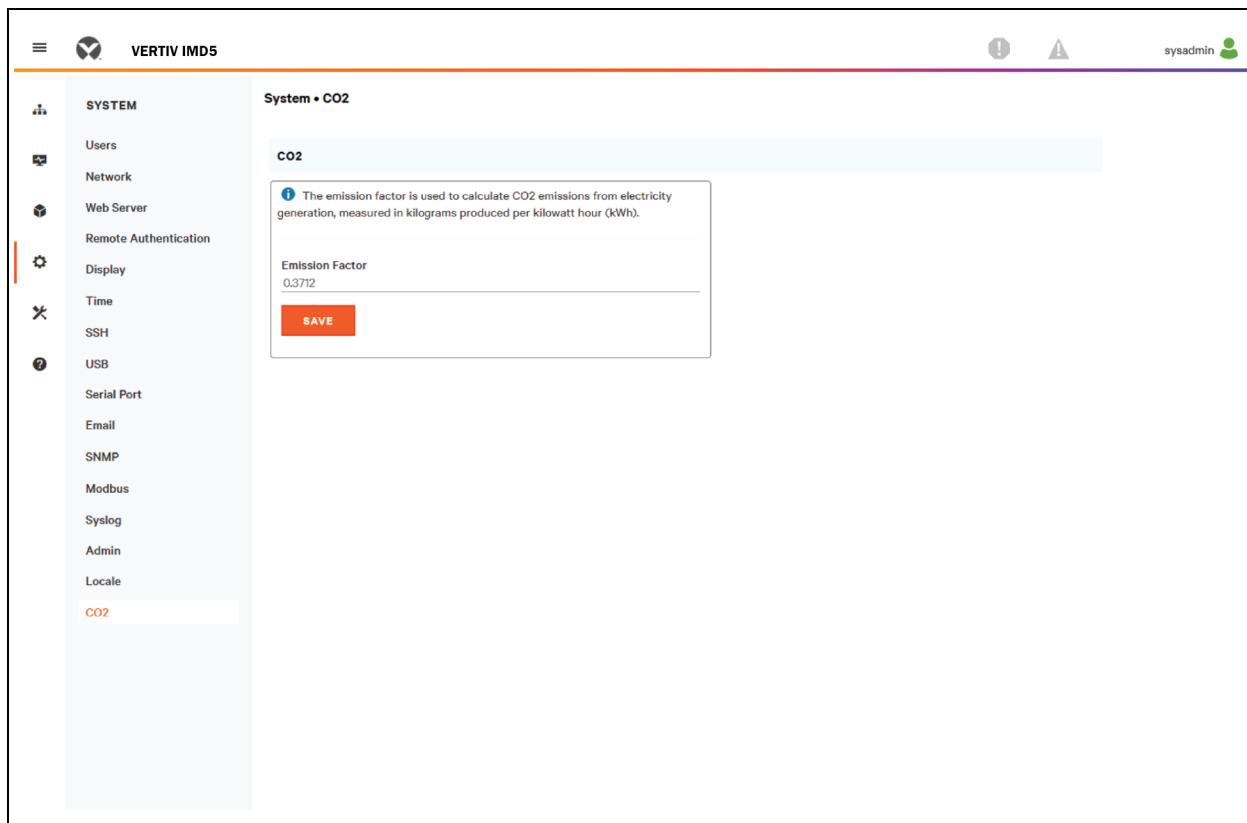 VERTIV IMD5
sysadmin
SYSTEM
Users
Network
Web Server
Remote Authentication
Display
Time
SSH
USB
Serial Port
Email
SNMP
Modbus
Syslog
Admin
Locale
CO2
System • CO2
CO2
The emission factor is used to calculate CO2 emissions from electricity
generation, measured in kilograms produced per kilowatt hour (kWh).
Emission Factor
0.3712
SAVE